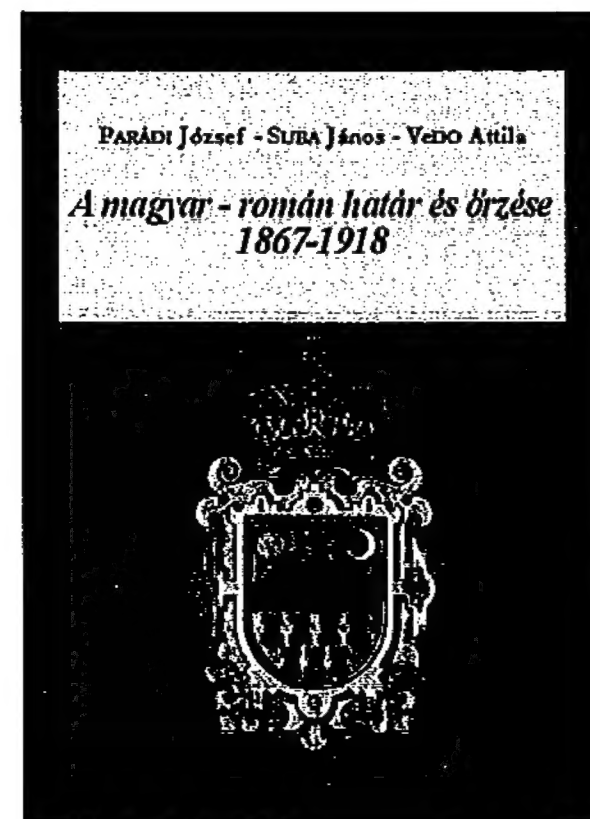 PARÁDI József - SUBA János - VEDO Attila
A magyar - román határ és őrzése
1867-1918